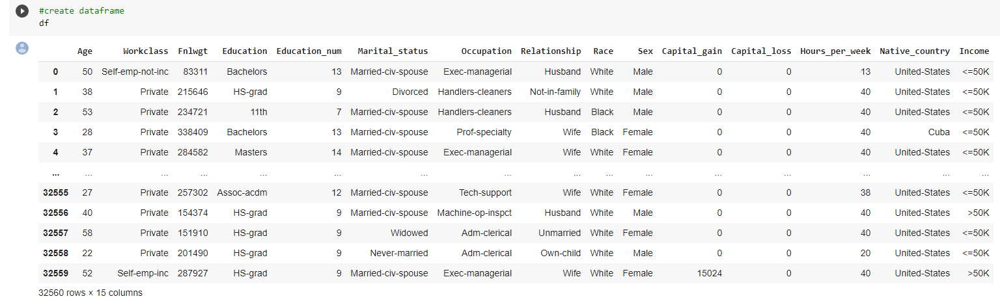 #create dataframe
df
Age Workclass Fnlwgt Education Education_num Marital_status Occupation Relationship Race Sex Capital_gain Capital_loss Hours_per_week Native_country Income
0 50 Self-emp-not-inc 83311 Bachelors 13 Married-civ-spouse Exec-managerial Husband White Male 0 0 13 United-States <=50K
1 38 Private 215646 HS-grad 9 Divorced Handlers-cleaners Not-in-family White Male 0 0 40 United-States <=50K
2 53 Private 234721 11th 7 Married-civ-spouse Handlers-cleaners Husband Black Male 0 0 40 United-States <=50K
3 28 Private 338409 Bachelors 13 Married-civ-spouse Prof-specialty Wife Black Female 0 0 40 Cuba <=50K
4 37 Private 284582 Masters 14 Married-civ-spouse Exec-managerial Wife White Female 0 0 40 United-States <=50K
... ... ... ... ... ... ... ... ... ... ... ... ... ... ... ...
32555 27 Private 257302 Assoc-acdm 12 Married-civ-spouse Tech-support Wife White Female 0 0 38 United-States <=50K
32556 40 Private 154374 HS-grad 9 Married-civ-spouse Machine-op-inspct Husband White Male 0 0 40 United-States >50K
32557 58 Private 151910 HS-grad 9 Widowed Adm-clerical Unmarried White Female 0 0 40 United-States <=50K
32558 22 Private 201490 HS-grad 9 Never-married Adm-clerical Own-child White Male 0 0 20 United-States <=50K
32559 52 Self-emp-inc 287927 HS-grad 9 Married-civ-spouse Exec-managerial Wife White Female 15024 0 40 United-States >50K
32560 rows × 15 columns